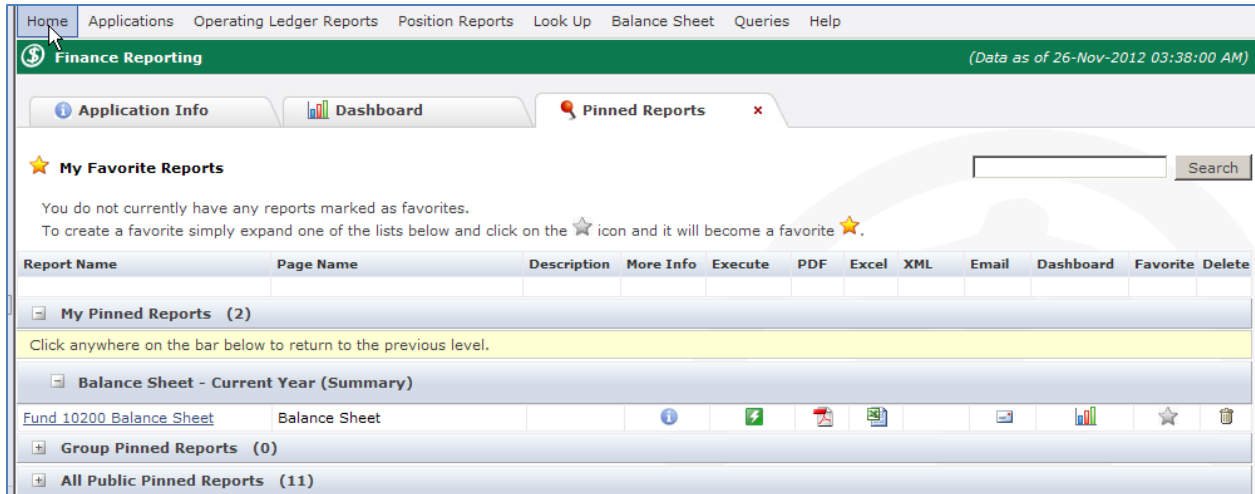 Home Applications Operating Ledger Reports Position Reports Look Up Balance Sheet Queries Help
Finance Reporting (Data as of 26-Nov-2012 03:38:00 AM)
Application Info Dashboard Pinned Reports x
My Favorite Reports Search
You do not currently have any reports marked as favorites.
To create a favorite simply expand one of the lists below and click on the icon and it will become a favorite .
Report Name Page Name Description More Info Execute PDF Excel XML Email Dashboard Favorite Delete
My Pinned Reports (2)
Click anywhere on the bar below to return to the previous level.
Balance Sheet - Current Year (Summary)
Fund 10200 Balance Sheet Balance Sheet
Group Pinned Reports (0)
All Public Pinned Reports (11)